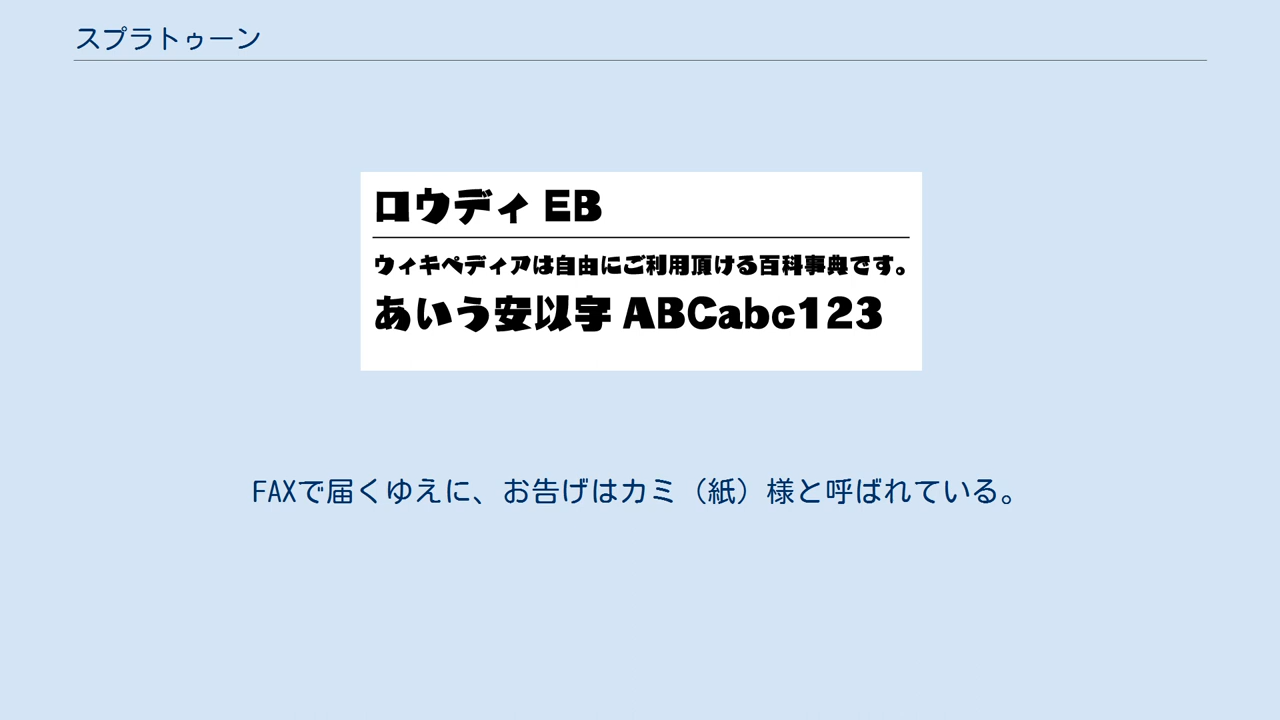 スプラトゥーン
ロウディ EB
ウィキペディアは自由にご利用頂ける百科事典です。
あいう安以宇 ABCabc123
FAXで届くゆえに、お告げはカミ（紙）様と呼ばれている。